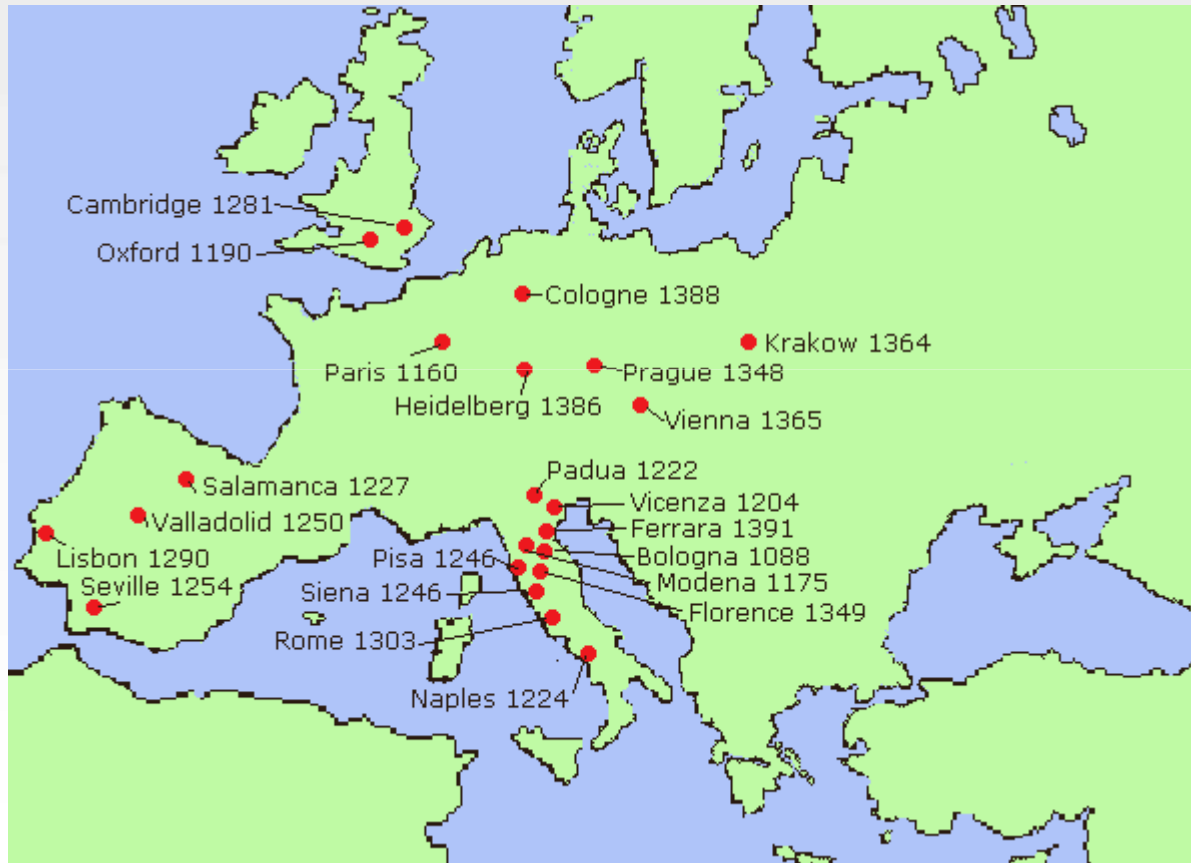 Cambridge 1281
Oxford 1190
Cologne 1388
Paris 1160
Krakow 1364
Prague 1348
Heidelberg 1386
Vienna 1365
Padua 1222
Salamanca 1227
Vicenza 1204
Valladolid 1250
Ferrara 1391
Lisbon 1290
Pisa 1246
Bologna 1088
Seville 1254
Modena 1175
Siena 1246
Florence 1349
Rome 1303
Naples 1224